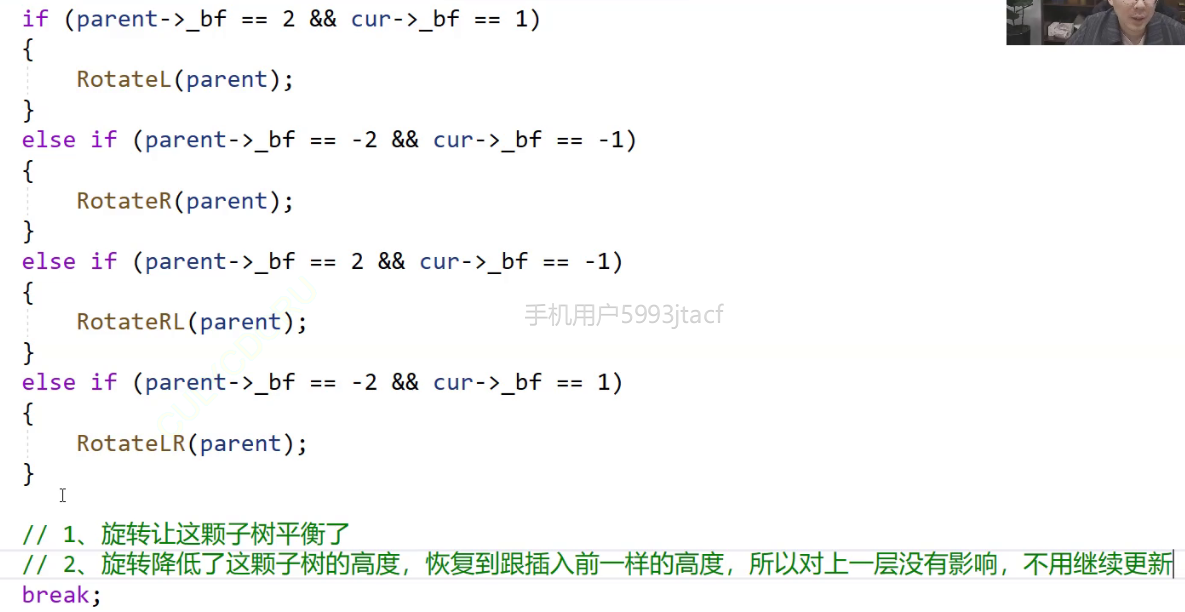 if (parent->_bf == 2 && cur->_bf == 1)
{
    RotateL(parent);
}
else if (parent->_bf == -2 && cur->_bf == -1)
{
    RotateR(parent);
}
else if (parent->_bf == 2 && cur->_bf == -1)
{
    RotateRL(parent);
}
手机用户5993jtacf
else if (parent->_bf == -2 && cur->_bf == 1)
{
    RotateLR(parent);
}
// 1、旋转让这颗子树平衡了
// 2、旋转降低了这颗子树的高度，恢复到跟插入前一样的高度，所以对上一层没有影响，不用继续更新
break;